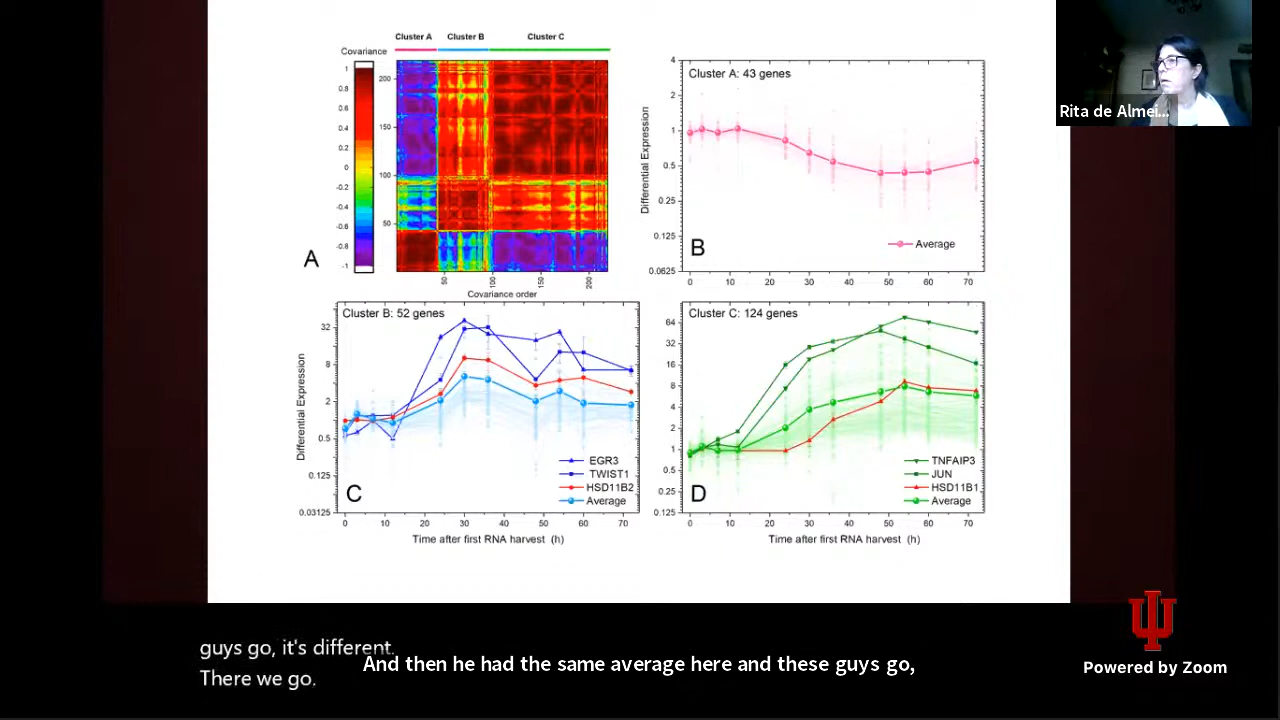 Cluster A
Cluster B
Cluster C
Covariance
1
0.8
0.6
0.4
0.2
0
-0.2
-0.4
-0.6
-0.8
-1
200
150
100
50
50
100
150
200
Covariance order
A
Cluster A: 43 genes
Differential Expression
4
2
1
0.5
0.25
0.125
0.0625
B
Average
0
10
20
30
40
50
60
70
Cluster B: 52 genes
Differential Expression
32
8
2
0.5
0.125
0.03125
C
EGR3
TWIST1
HSD11B2
Average
0
10
20
30
40
50
60
70
Time after first RNA harvest (h)
Cluster C: 124 genes
64
32
16
8
4
2
1
0.5
0.25
0.125
D
TNFAIP3
JUN
HSD11B1
Average
0
10
20
30
40
50
60
70
Time after first RNA harvest (h)
Rita de Almei...
guys go, it's different.
There we go.
And then he had the same average here and these guys go,
Powered by Zoom